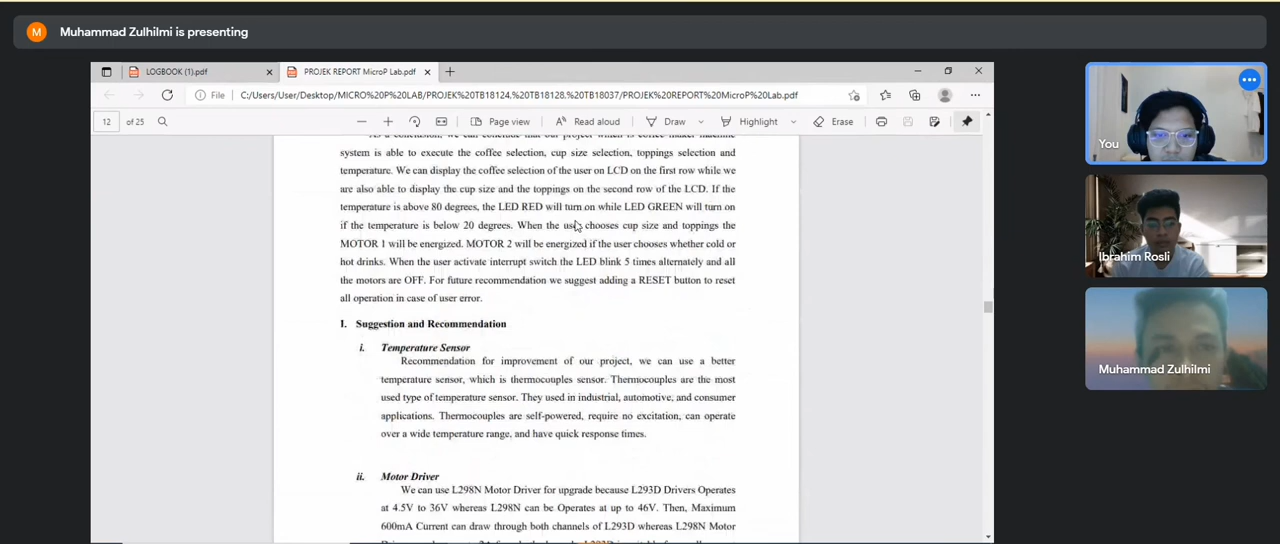 M
Muhammad Zulhilmi is presenting
LOGBOOK (1).pdf
PROJEK REPORT MicroP Lab.pdf
File
C:/Users/User/Desktop/MICRO%20P%20LAB/PROJEK%20TB18124.%20TB18128.%20TB18037/PROJEK%20REPORT%20MicroP%20Lab.pdf
12
of 25
Page view
Read aloud
Draw
Highlight
Erase
As a conclusion, we can conclude that our project which is coffee maker machine
system is able to execute the coffee selection, cup size selection, toppings selection and
temperature. We can display the coffee selection of the user on LCD on the first row while we
are also able to display the cup size and the toppings on the second row of the LCD. If the
temperature is above 80 degrees, the LED RED will turn on while LED GREEN will turn on
if the temperature is below 20 degrees. When the user chooses cup size and toppings the
MOTOR 1 will be energized. MOTOR 2 will be energized if the user chooses whether cold or
hot drinks. When the user activate interrupt switch the LED blink 5 times alternately and all
the motors are OFF. For future recommendation we suggest adding a RESET button to reset
all operation in case of user error.
I. Suggestion and Recommendation
i. Temperature Sensor
Recommendation for improvement of our project, we can use a better
temperature sensor, which is thermocouples sensor. Thermocouples are the most
used type of temperature sensor. They used in industrial, automotive, and consumer
applications. Thermocouples are self-powered, require no excitation, can operate
over a wide temperature range, and have quick response times.
ii. Motor Driver
We can use L298N Motor Driver for upgrade because L293D Drivers Operates
at 4.5V to 36V whereas L298N can be Operates at up to 46V. Then, Maximum
600mA Current can draw through both channels of L293D whereas L298N Motor
You
Ibrahim Rosli
Muhammad Zulhilmi